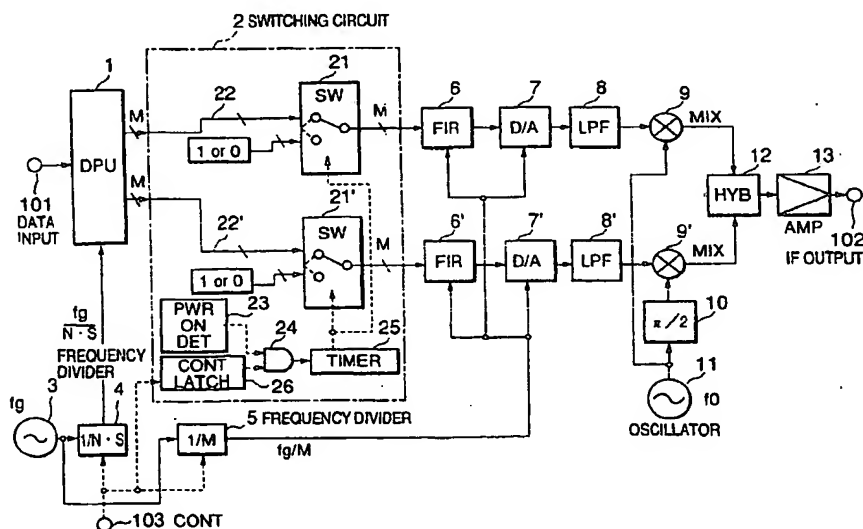 2 SWITCHING CIRCUIT
1
22
21
SW
M
M
6
7
8
9
DPU
1 or 0
FIR
D/A
LPF
MIX
12
13
M
101
DATA
INPUT
21'
22'
SW
M
6'
7'
8'
HYB
AMP
102
IF OUTPUT
1 or 0
FIR
D/A
LPF
9'
MIX
23
PWR
ON
DET
24
25
10
π/2
fg
N·S
FREQUENCY
DIVIDER
CONT
LATCH
26
TIMER
11
fg
3
4
1/N·S
5 FREQUENCY DIVIDER
1/M
fg/M
f0
OSCILLATOR
103 CONT